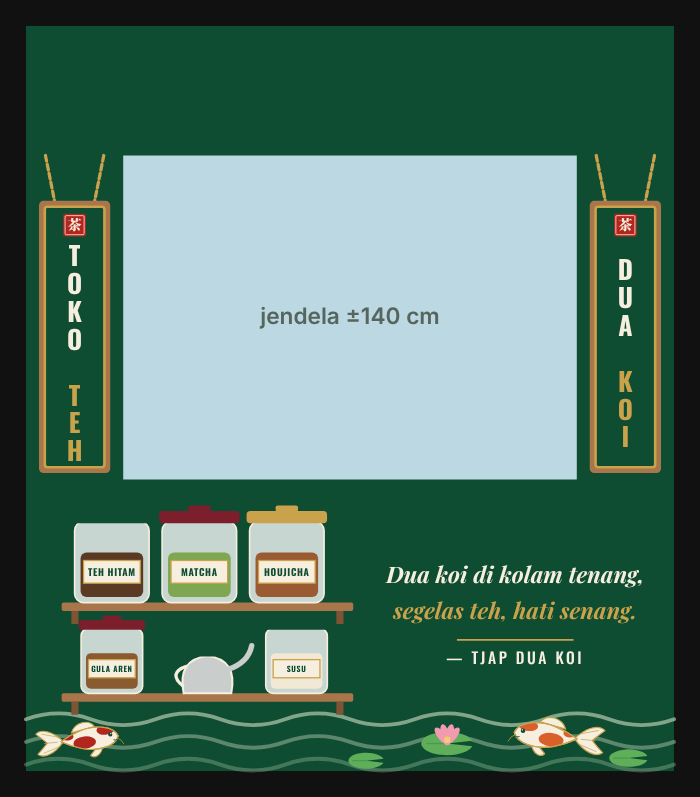 茶
TOKO
TEH
jendela ±140 cm
茶
DUA
KOI
TEH HITAM
MATCHA
HOUJICHA
GULA AREN
SUSU
Dua koi di kolam tenang,
segelas teh, hati senang.
— TJAP DUA KOI